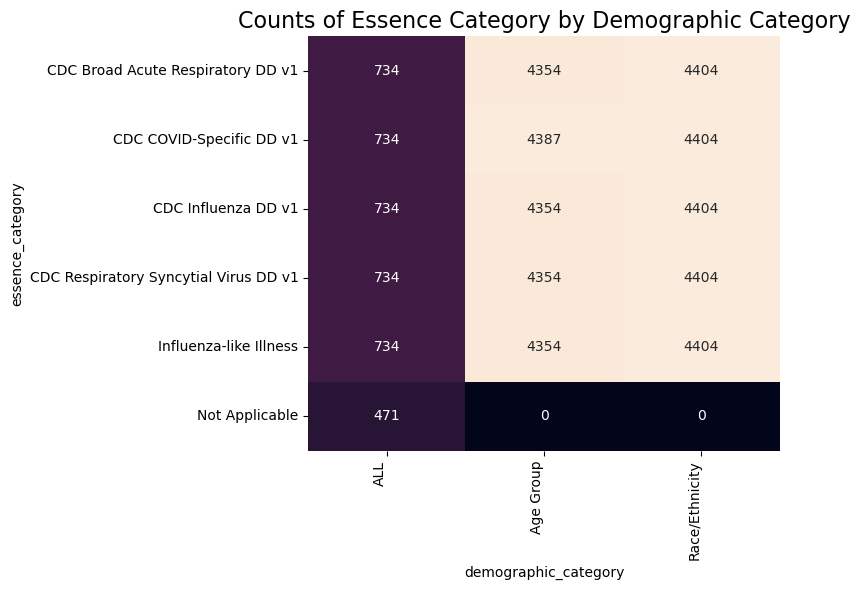 Counts of Essence Category by Demographic Category
CDC Broad Acute Respiratory DD v1 734 4354 4404
CDC COVID-Specific DD v1 734 4387 4404
CDC Influenza DD v1 734 4354 4404
CDC Respiratory Syncytial Virus DD v1 734 4354 4404
Influenza-like Illness 734 4354 4404
Not Applicable 471 0 0
essence_category
ALL Age Group Race/Ethnicity
demographic_category